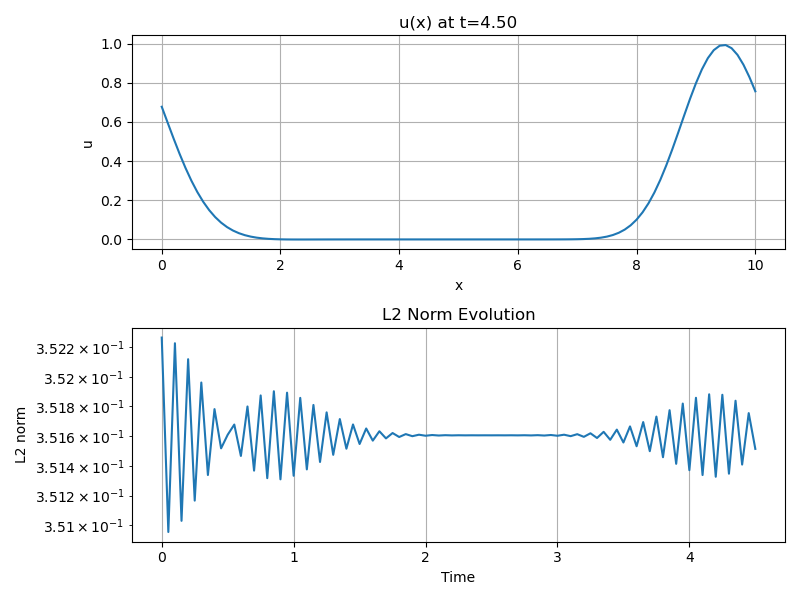 u(x) at t=4.50
1.0
0.8
0.6
0.4
0.2
0.0
u
0 2 4 6 8 10
x
L2 Norm Evolution
3.522 × 10⁻¹
3.52 × 10⁻¹
3.518 × 10⁻¹
3.516 × 10⁻¹
3.514 × 10⁻¹
3.512 × 10⁻¹
3.51 × 10⁻¹
L2 norm
0 1 2 3 4
Time